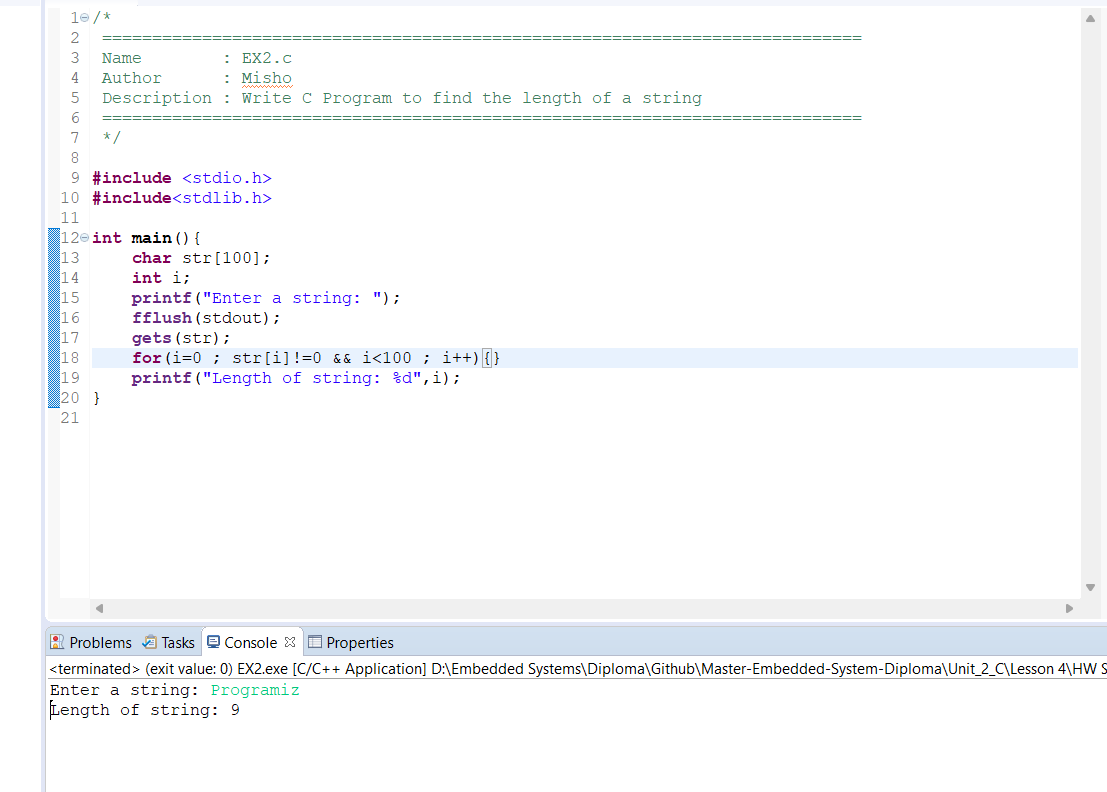 1 /*
2 ============================================================================
3 Name        : EX2.c
4 Author      : Misho
5 Description : Write C Program to find the length of a string
6 ============================================================================
7 */
8
9 #include <stdio.h>
10 #include<stdlib.h>
11
12 int main(){
13     char str[100];
14     int i;
15     printf("Enter a string: ");
16     fflush(stdout);
17     gets(str);
18     for(i=0 ; str[i]!=0 && i<100 ; i++){}
19     printf("Length of string: %d",i);
20 }
21
Problems Tasks Console Properties
<terminated> (exit value: 0) EX2.exe [C/C++ Application] D:\Embedded Systems\Diploma\Github\Master-Embedded-System-Diploma\Unit_2_C\Lesson 4\HW S
Enter a string: Programiz
Length of string: 9